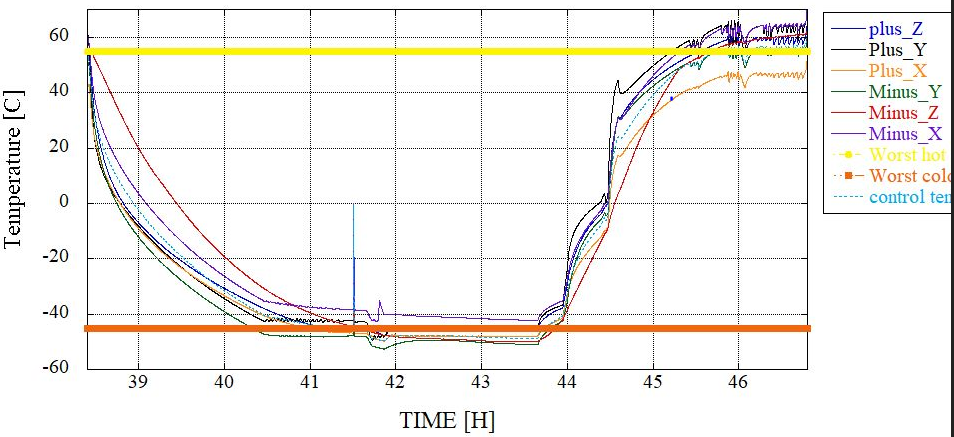 60
40
20
0
-20
-40
-60
39 40 41 42 43 44 45 46
Temperature [C]
TIME [H]
plus_Z
Plus_Y
Plus_X
Minus_Y
Minus_Z
Minus_X
Worst hot
Worst cold
control tem